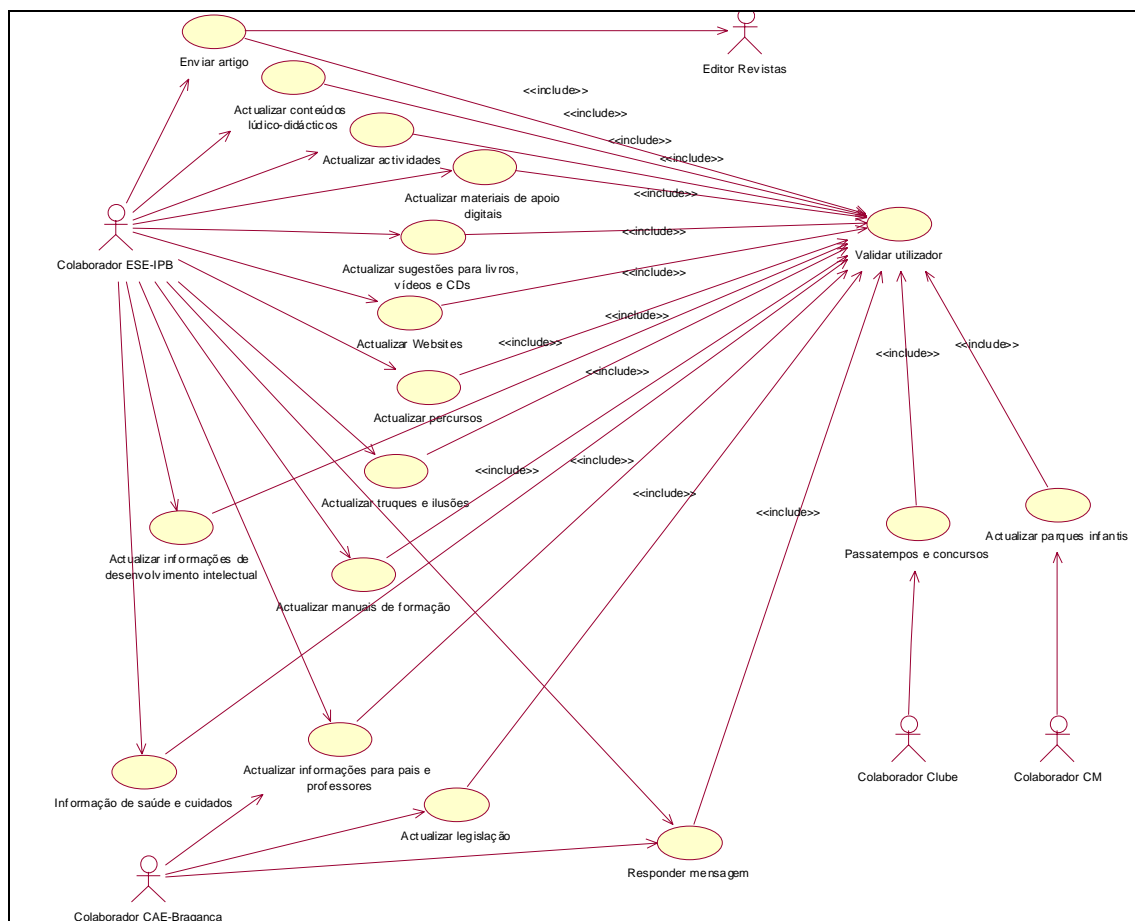 Enviar artigo
Editor Revistas
<<include>>
Actualizar conteúdos
lúdico-didácticos
<<include>>
<<include>>
Actualizar actividades
<<include>>
Actualizar materiais de apoio
digitais
<<include>>
Colaborador ESE-IPB
Actualizar sugestões para livros,
vídeos e CDs
Validar utilizador
<<include>>
Actualizar Websites
<<include>>
<<include>>
<<include>>
<<include>>
<<include>>
Actualizar percursos
Actualizar truques e ilusões
<<include>>
<<include>>
<<include>>
<<include>>
Actualizar informações de
desenvolvimento intelectual
Passatempos e concursos
Actualizar parques infantis
Actualizar manuais de formação
Actualizar informações para pais e
professores
Informação de saúde e cuidados
Colaborador Clube
Colaborador CM
Actualizar legislação
Responder mensagem
Colaborador CAE-Bragança